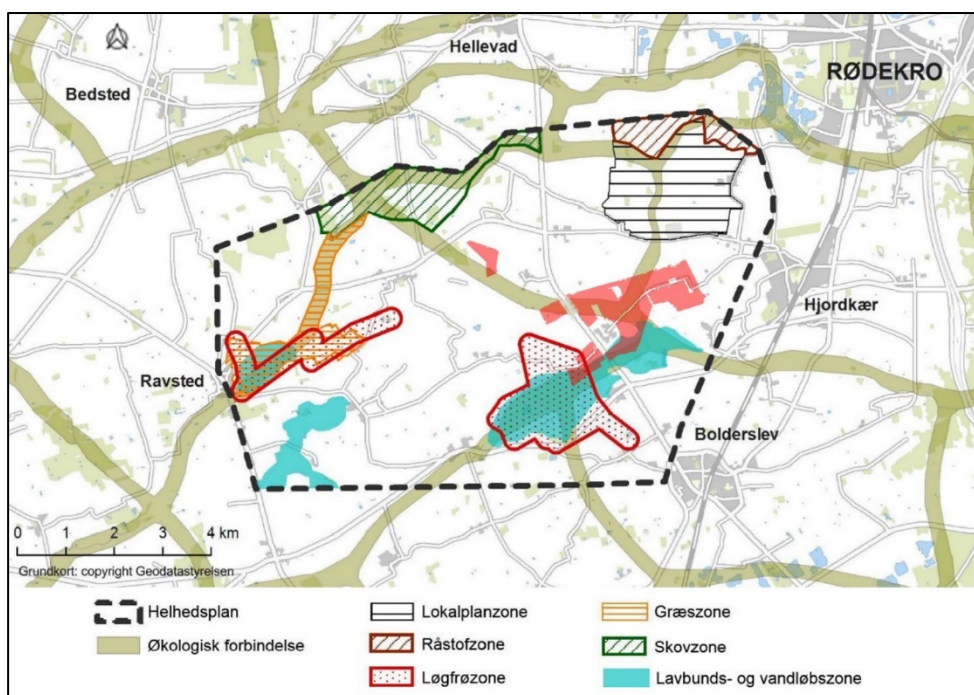 Hellevad
RØDEKRO
Bedsted
Hjordkær
Ravsted
Bolderslev
0 1 2 3 4 km
Grundkort: copyright Geodatastyrelsen
Helhedsplan
Lokalplanzone
Græszone
Økologisk forbindelse
Råstofzone
Skovzone
Løgfrøzone
Lavbunds- og vandløbszone